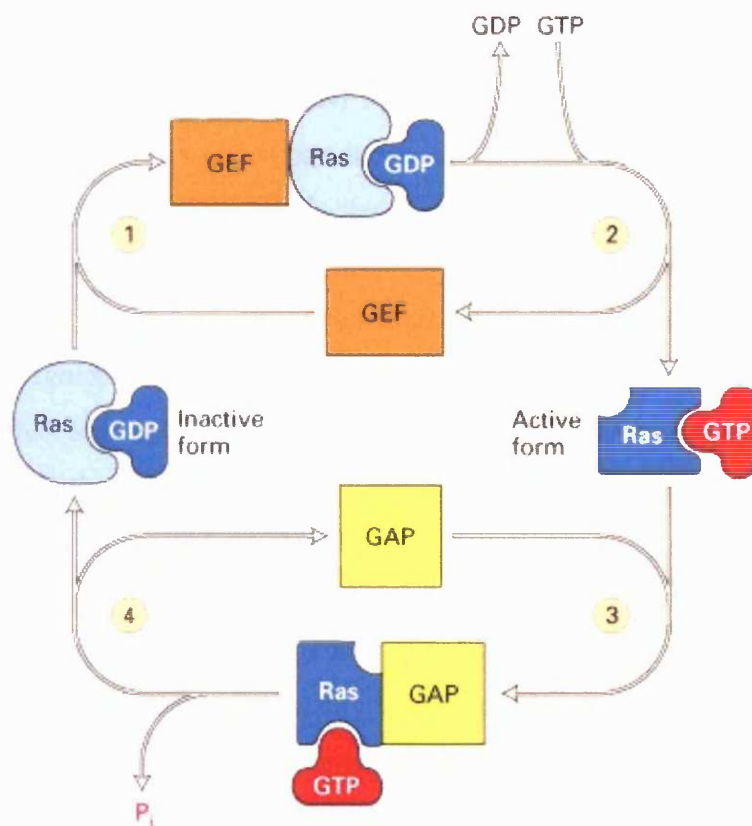 GDP GTP
GEF Ras GDP
1
2
GEF
Ras GDP
Inactive
form
Active
form
Ras GTP
GAP
4
3
Ras GAP
GTP
Pi